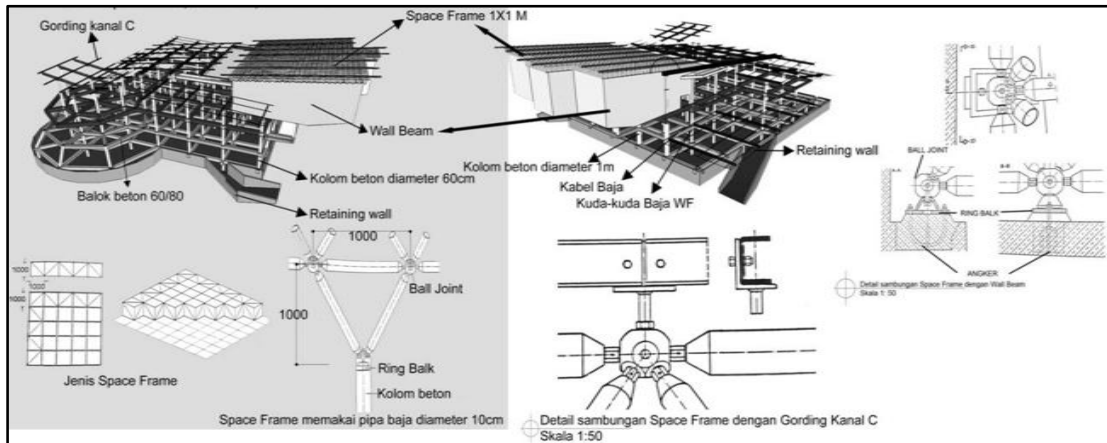 Gording kanal C
Space Frame 1X1 M
Wall Beam
Kolom beton diameter 60cm
Balok beton 60/80
Retaining wall
Kolom beton diameter 1m
Kabel Baja
Kuda-kuda Baja WF
Retaining wall
1000
1000
1000
1000
Jenis Space Frame
1000
1000
Ball Joint
Ring Balk
Kolom beton
Space Frame memakai pipa baja diameter 10cm
Detail sambungan Space Frame dengan Gording Kanal C
Skala 1:50
BALL JOINT
RING BALK
ANGKER
Detail sambungan Space Frame dengan Wall Beam
Skala 1: 50